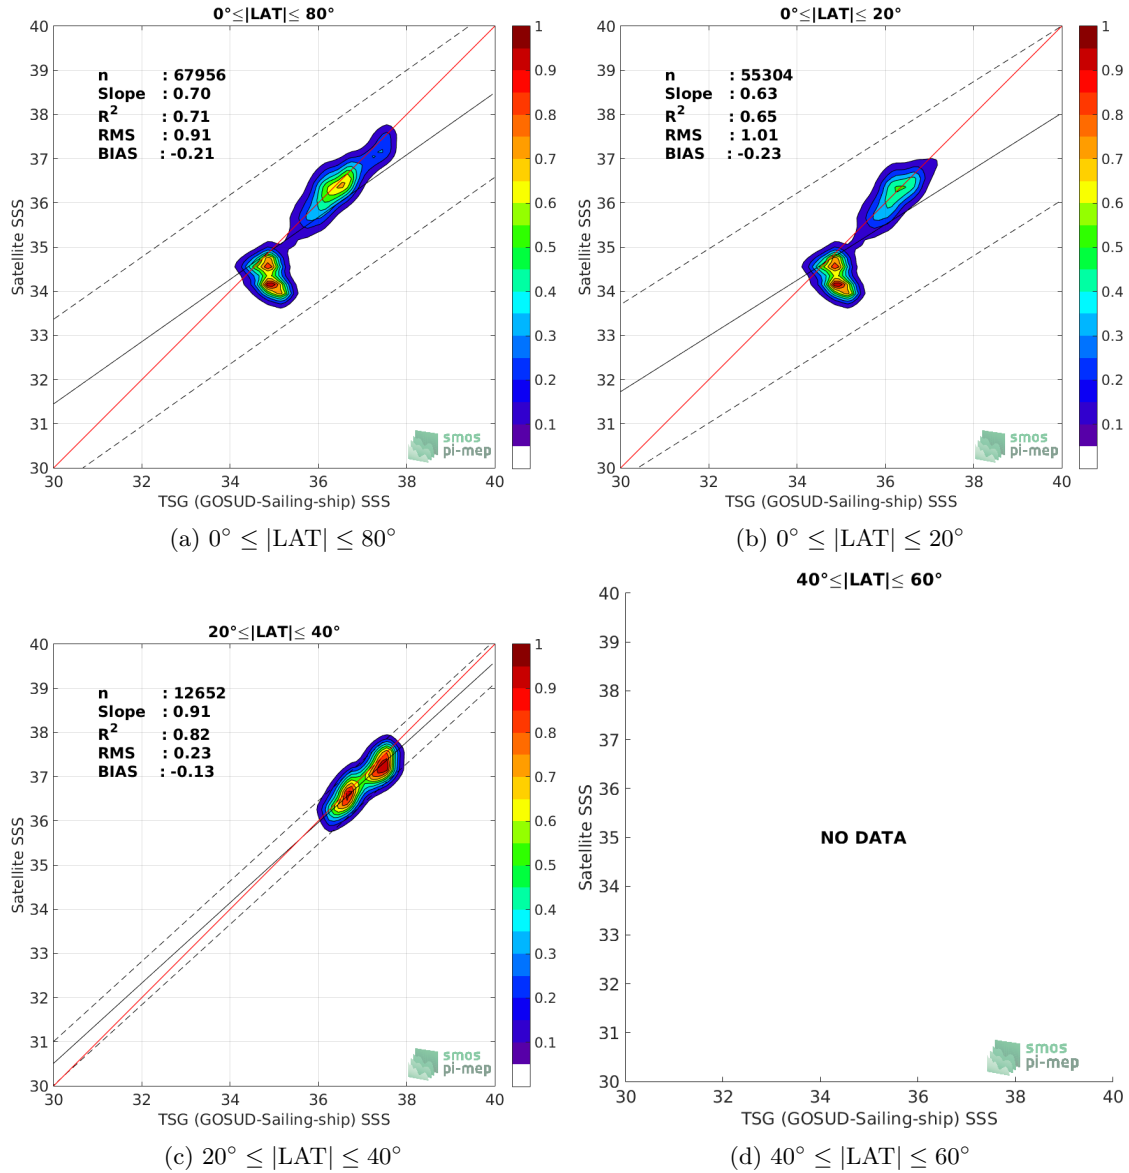 0°≤|LAT|≤ 80°
n : 67956
Slope : 0.70
R² : 0.71
RMS : 0.91
BIAS : -0.21
Satellite SSS
40
39
38
37
36
35
34
33
32
31
30
30 32 34 36 38 40
TSG (GOSUD-Sailing-ship) SSS
1
0.9
0.8
0.7
0.6
0.5
0.4
0.3
0.2
0.1
smos
pi-mep
(a) 0° ≤ |LAT| ≤ 80°
0°≤|LAT|≤ 20°
n : 55304
Slope : 0.63
R² : 0.65
RMS : 1.01
BIAS : -0.23
Satellite SSS
40
39
38
37
36
35
34
33
32
31
30
30 32 34 36 38 40
TSG (GOSUD-Sailing-ship) SSS
1
0.9
0.8
0.7
0.6
0.5
0.4
0.3
0.2
0.1
smos
pi-mep
(b) 0° ≤ |LAT| ≤ 20°
20°≤|LAT|≤ 40°
n : 12652
Slope : 0.91
R² : 0.82
RMS : 0.23
BIAS : -0.13
Satellite SSS
40
39
38
37
36
35
34
33
32
31
30
30 32 34 36 38 40
TSG (GOSUD-Sailing-ship) SSS
1
0.9
0.8
0.7
0.6
0.5
0.4
0.3
0.2
0.1
smos
pi-mep
(c) 20° ≤ |LAT| ≤ 40°
40°≤|LAT|≤ 60°
NO DATA
Satellite SSS
40
39
38
37
36
35
34
33
32
31
30
30 32 34 36 38 40
TSG (GOSUD-Sailing-ship) SSS
smos
pi-mep
(d) 40° ≤ |LAT| ≤ 60°